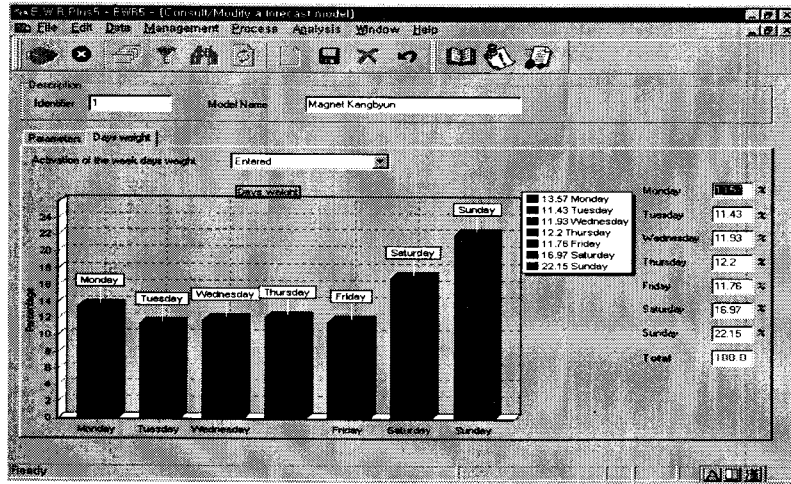 E.W.R Plus5 - EWR5 - [Consult/Modify a forecast model]
File Edit Data Management Process Analysis Window Help
Description
Identifier 1 Model Name Magnet Kangbyun
Parameters Days weight
Activation of the week days weight Entered
Days weight
Percentage
24
22
20
18
16
14
12
10
8
6
4
2
0
Monday
Tuesday
Wednesday
Thursday
Friday
Saturday
Sunday
Monday Tuesday Wednesday Friday Saturday Sunday
13.57 Monday
11.43 Tuesday
11.93 Wednesday
12.2 Thursday
11.76 Friday
16.97 Saturday
22.15 Sunday
Monday %
Tuesday 11.43 %
Wednesday 11.93 %
Thursday 12.2 %
Friday 11.76 %
Saturday 16.97 %
Sunday 22.15 %
Total 100.0
Ready